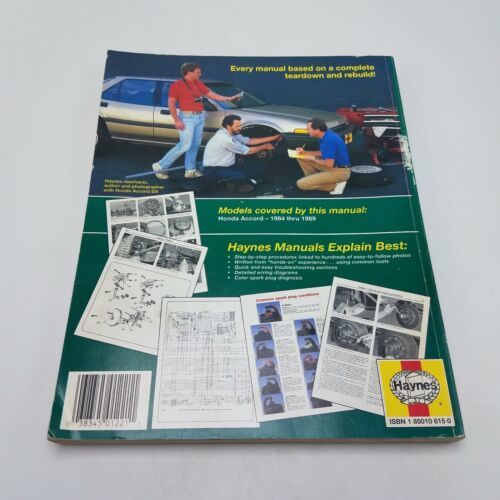 Every manual based on a complete
teardown and rebuild!
Haynes mechanic,
author and photographer
with Honda Accord DX
Models covered by this manual:
Honda Accord – 1984 thru 1989
Haynes Manuals Explain Best:
• Step-by-step procedures linked to hundreds of easy-to-follow photos
• Written from "hands-on" experience . . . using common tools
• Quick and easy troubleshooting sections
• Detailed wiring diagrams
• Color spark plug diagnosis
Common spark plug conditions
Haynes
ISBN 1 85010 615 0
0 38345 01221